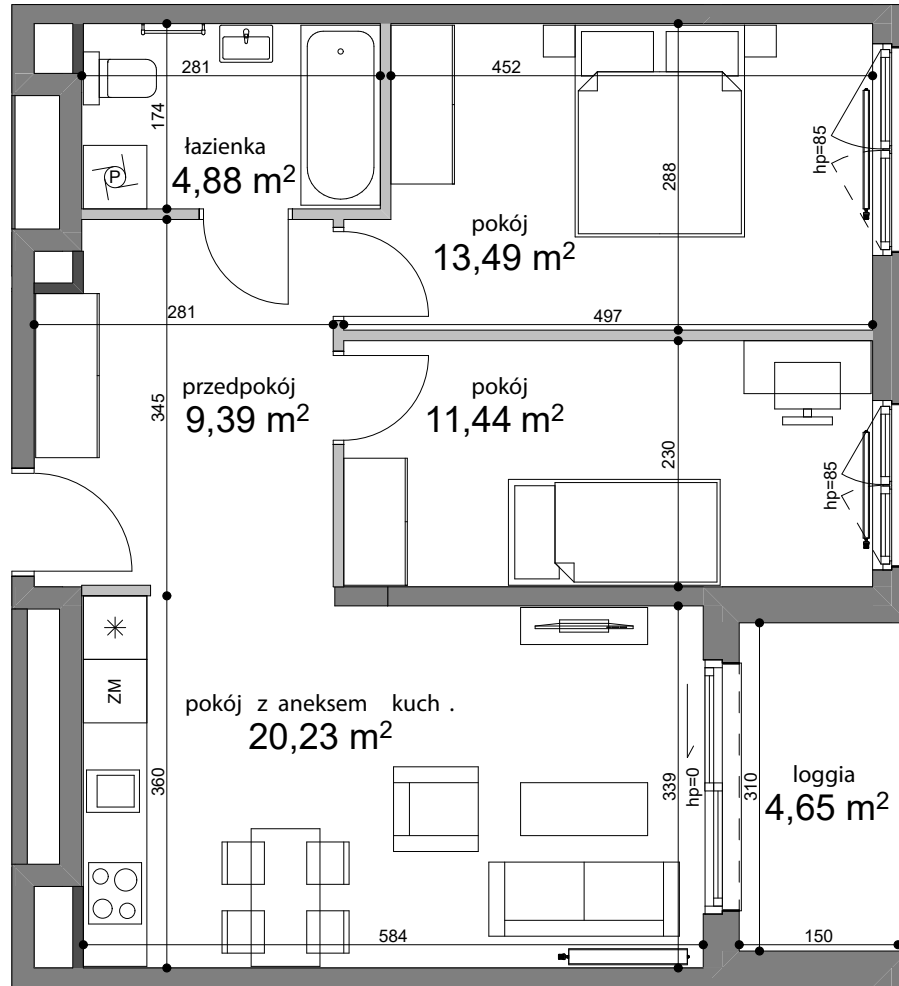 281
452
174
łazienka
4,88 m²
P
288
hp=85
pokój
13,49 m²
281
497
przedpokój
9,39 m²
345
pokój
11,44 m²
230
hp=85
ZM
pokój z aneksem kuch .
20,23 m²
360
339
hp=0
310
loggia
4,65 m²
584
150